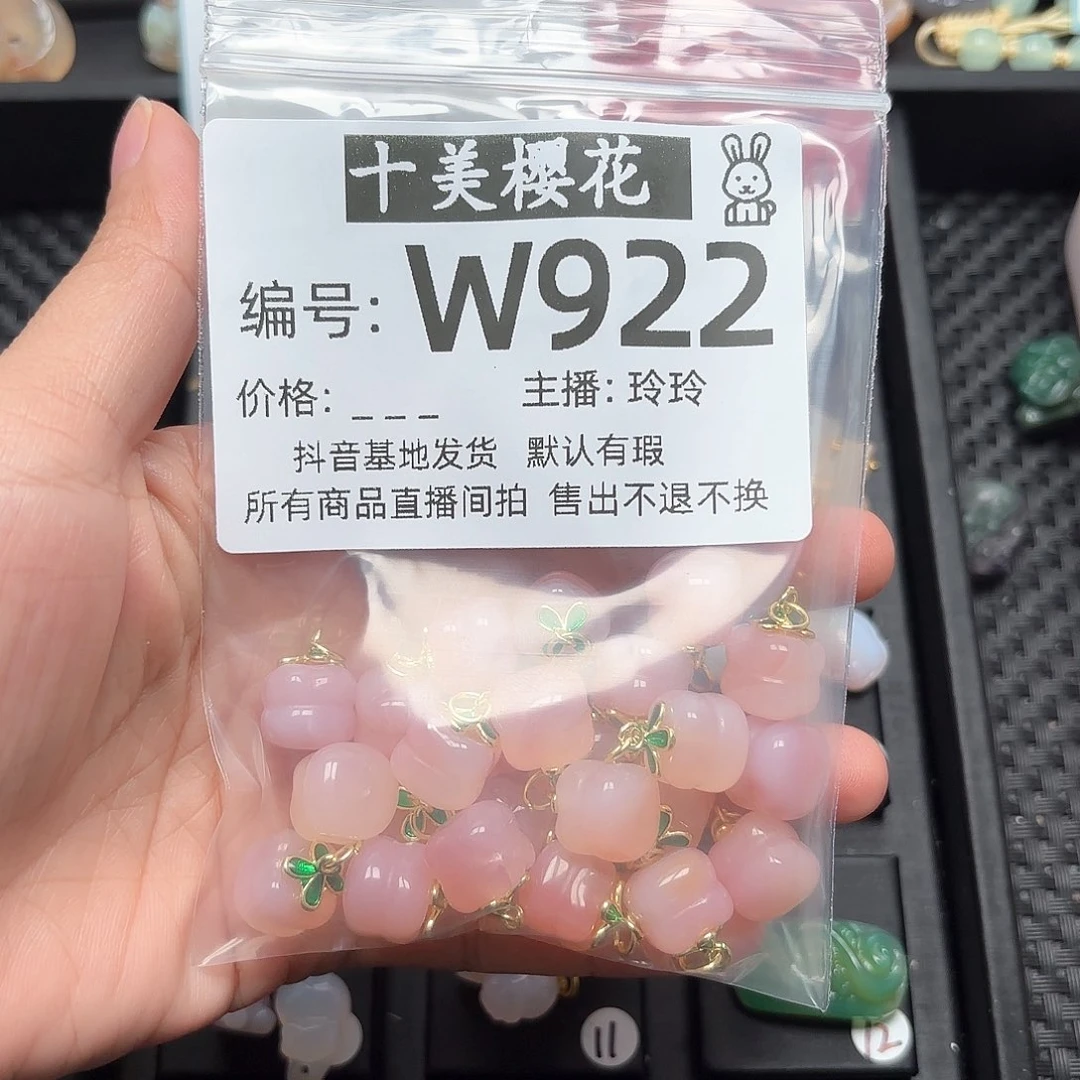 十美樱花
编号: W922
价格: _ _ _ 主播: 玲玲
抖音基地发货 默认有瑕
所有商品直播间拍 售出不退不换
11
12